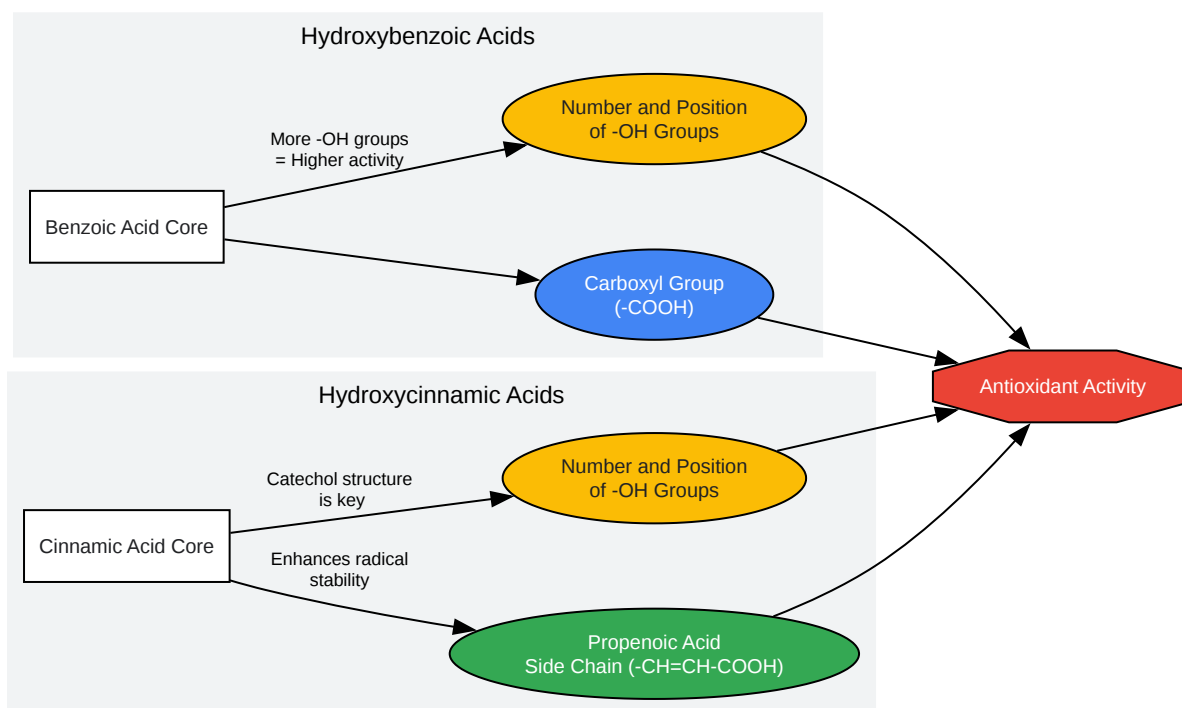 Hydroxybenzoic Acids
Number and Position
of -OH Groups
More -OH groups
= Higher activity
Benzoic Acid Core
Carboxyl Group
(-COOH)
Antioxidant Activity
Hydroxycinnamic Acids
Number and Position
of -OH Groups
Catechol structure
is key
Cinnamic Acid Core
Enhances radical
stability
Propenoic Acid
Side Chain (-CH=CH-COOH)